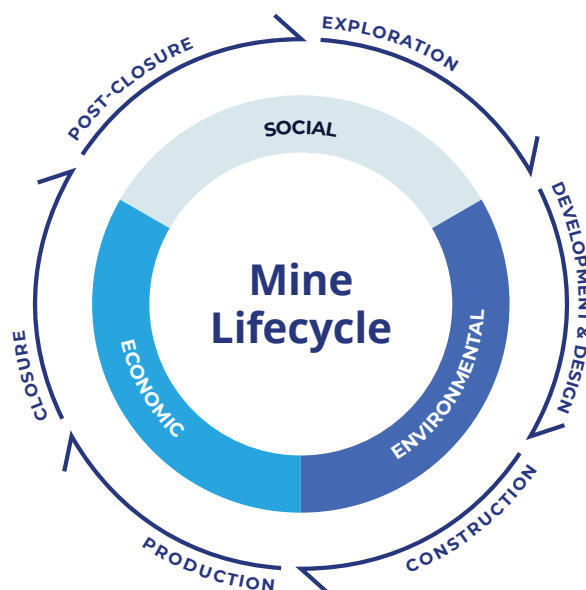 EXPLORATION
DEVELOPMENT & DESIGN
CONSTRUCTION
PRODUCTION
CLOSURE
POST-CLOSURE
SOCIAL
ENVIRONMENTAL
ECONOMIC
Mine
Lifecycle